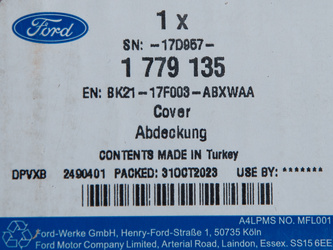 Ford
1 x
SN: -17D957-
1 779 135
EN: BK21-17F003-ABXWAA
Cover
Abdeckung
CONTENTS MADE IN Turkey
DPVXB 2490401 PACKED: 31OCT2023 USE BY: *******
A4LPMS NO. MFL001
Ford-Werke GmbH, Henry-Ford-Straße 1, 50735 Köln
Ford Motor Company Limited, Arterial Road, Laindon, Essex. SS15 6EE